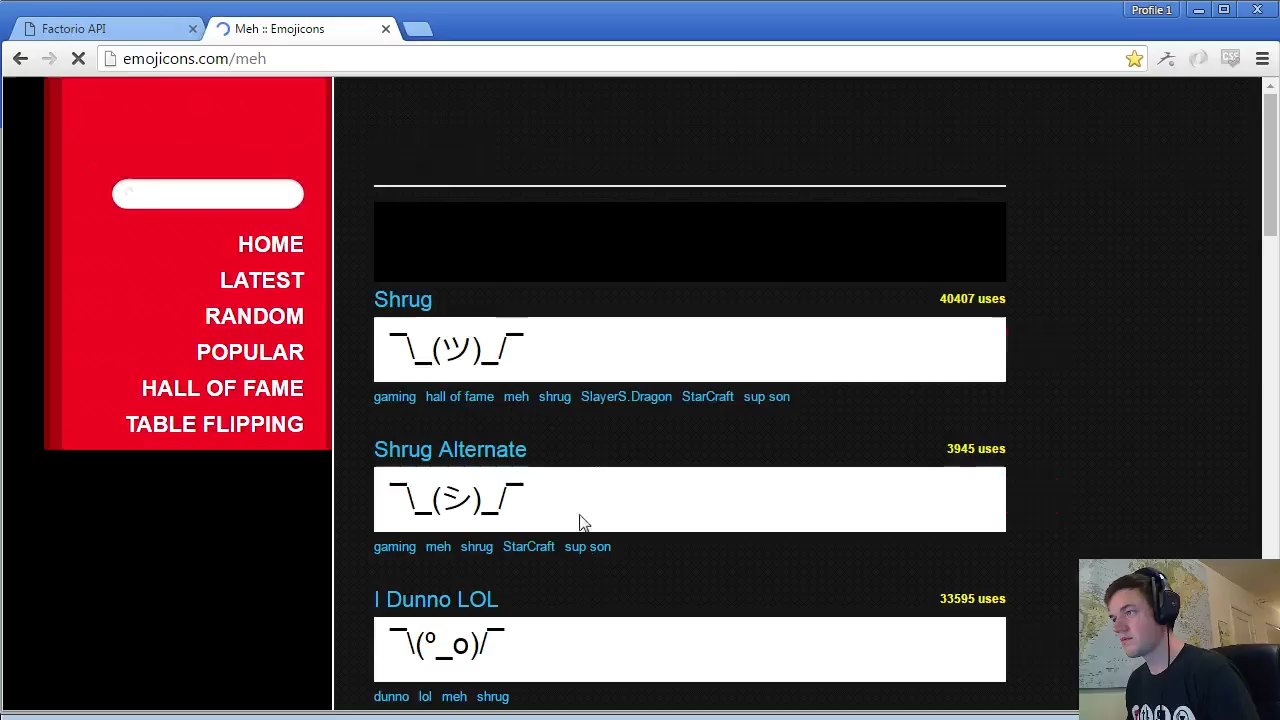 Profile 1
Factorio API
Meh :: Emojicons
emojicons.com/meh
HOME
LATEST
RANDOM
POPULAR
HALL OF FAME
TABLE FLIPPING
Shrug
40407 uses
¯\_(ツ)_/¯
gaming hall of fame meh shrug SlayerS.Dragon StarCraft sup son
Shrug Alternate
3945 uses
¯\_(シ)_/¯
gaming meh shrug StarCraft sup son
I Dunno LOL
33595 uses
¯\(º_o)/¯
dunno lol meh shrug